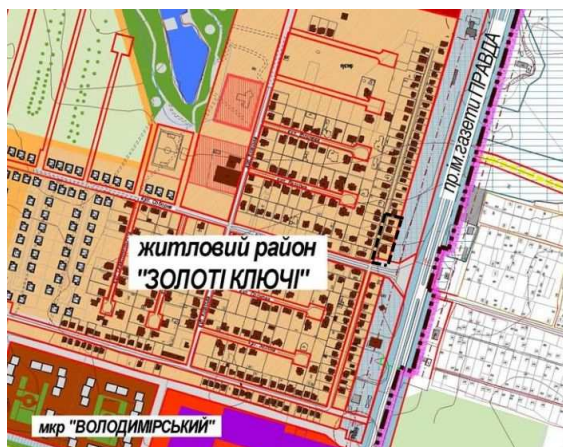 пр.ім.газети ПРАВДА
житловий район
"ЗОЛОТІ КЛЮЧІ"
мкр "ВОЛОДИМІРСЬКИЙ"